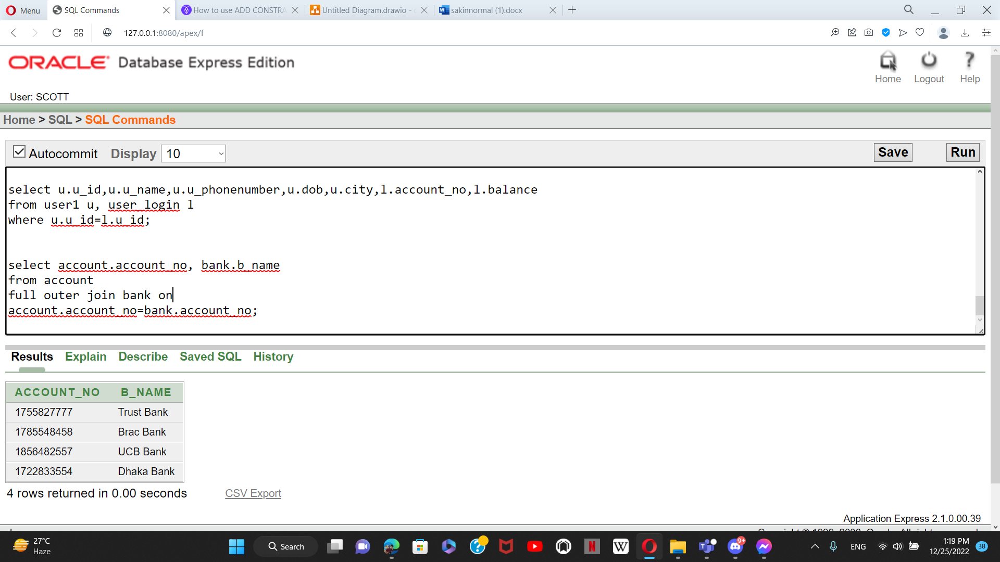 Menu
SQL Commands
How to use ADD CONSTRA
Untitled Diagram.drawio -
sakinnormal (1).docx
127.0.0.1:8080/apex/f
ORACLE Database Express Edition
Home
Logout
Help
User: SCOTT
Home > SQL > SQL Commands
Autocommit
Display
10
Save
Run
select u.u_id,u.u_name,u.u_phonenumber,u.dob,u.city,l.account_no,l.balance
from user1 u, user_login l
where u.u_id=l.u_id;
select account.account_no, bank.b_name
from account
full outer join bank on
account.account_no=bank.account_no;
Results
Explain
Describe
Saved SQL
History
ACCOUNT_NO B_NAME
1755827777 Trust Bank
1785548458 Brac Bank
1856482557 UCB Bank
1722833554 Dhaka Bank
4 rows returned in 0.00 seconds
CSV Export
Application Express 2.1.0.00.39
27°C
Haze
Search
9+
ENG
1:19 PM
12/25/2022
38